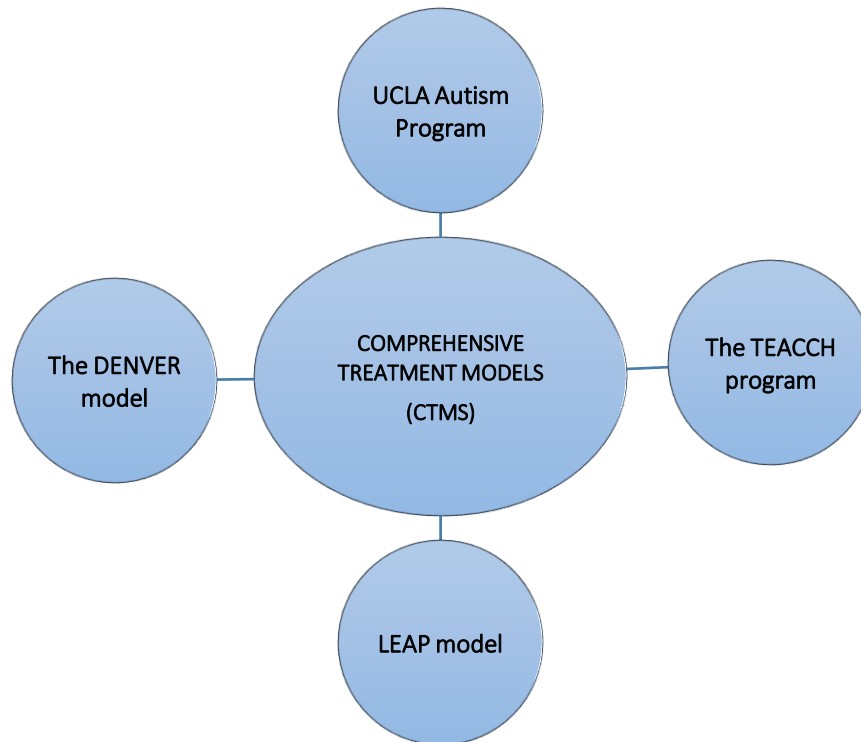 UCLA Autism
Program
The DENVER
model
COMPREHENSIVE
TREATMENT MODELS
(CTMS)
The TEACCH
program
LEAP model